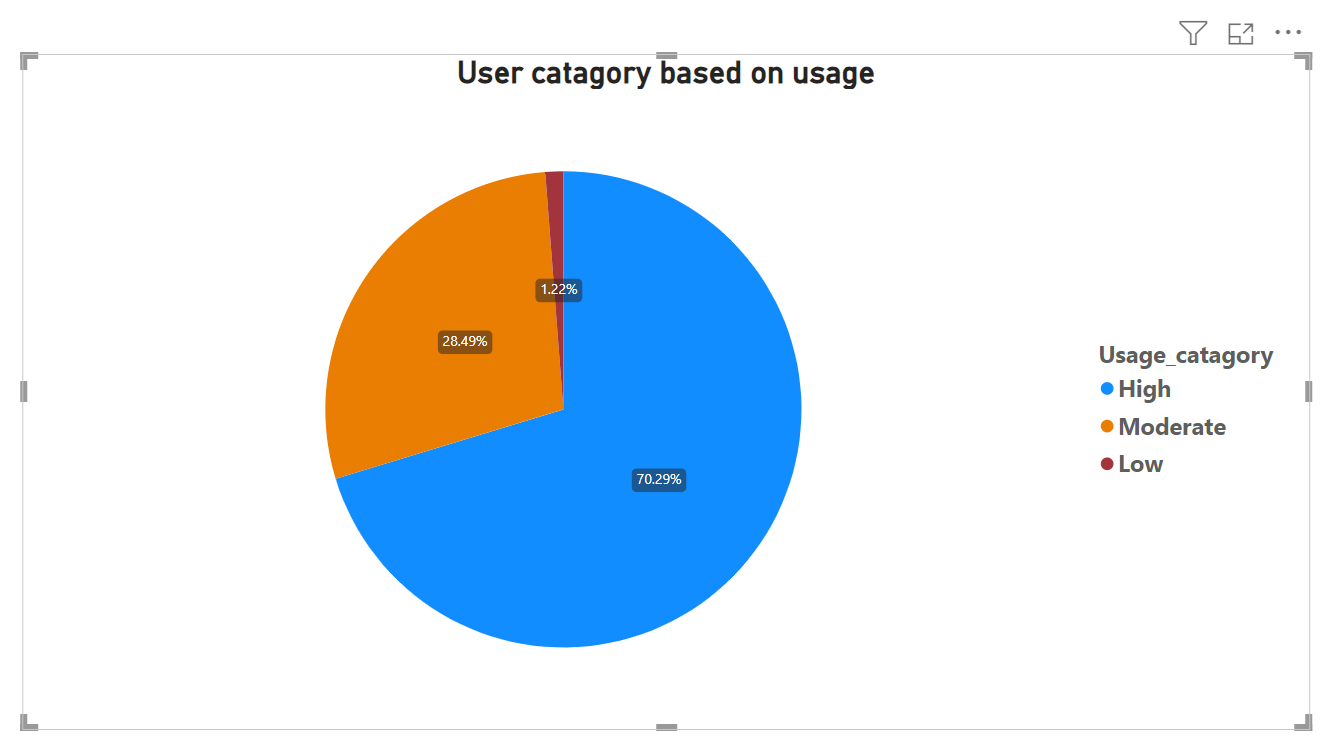 User catagory based on usage
1.22%
28.49%
70.29%
Usage_catagory
High
Moderate
Low